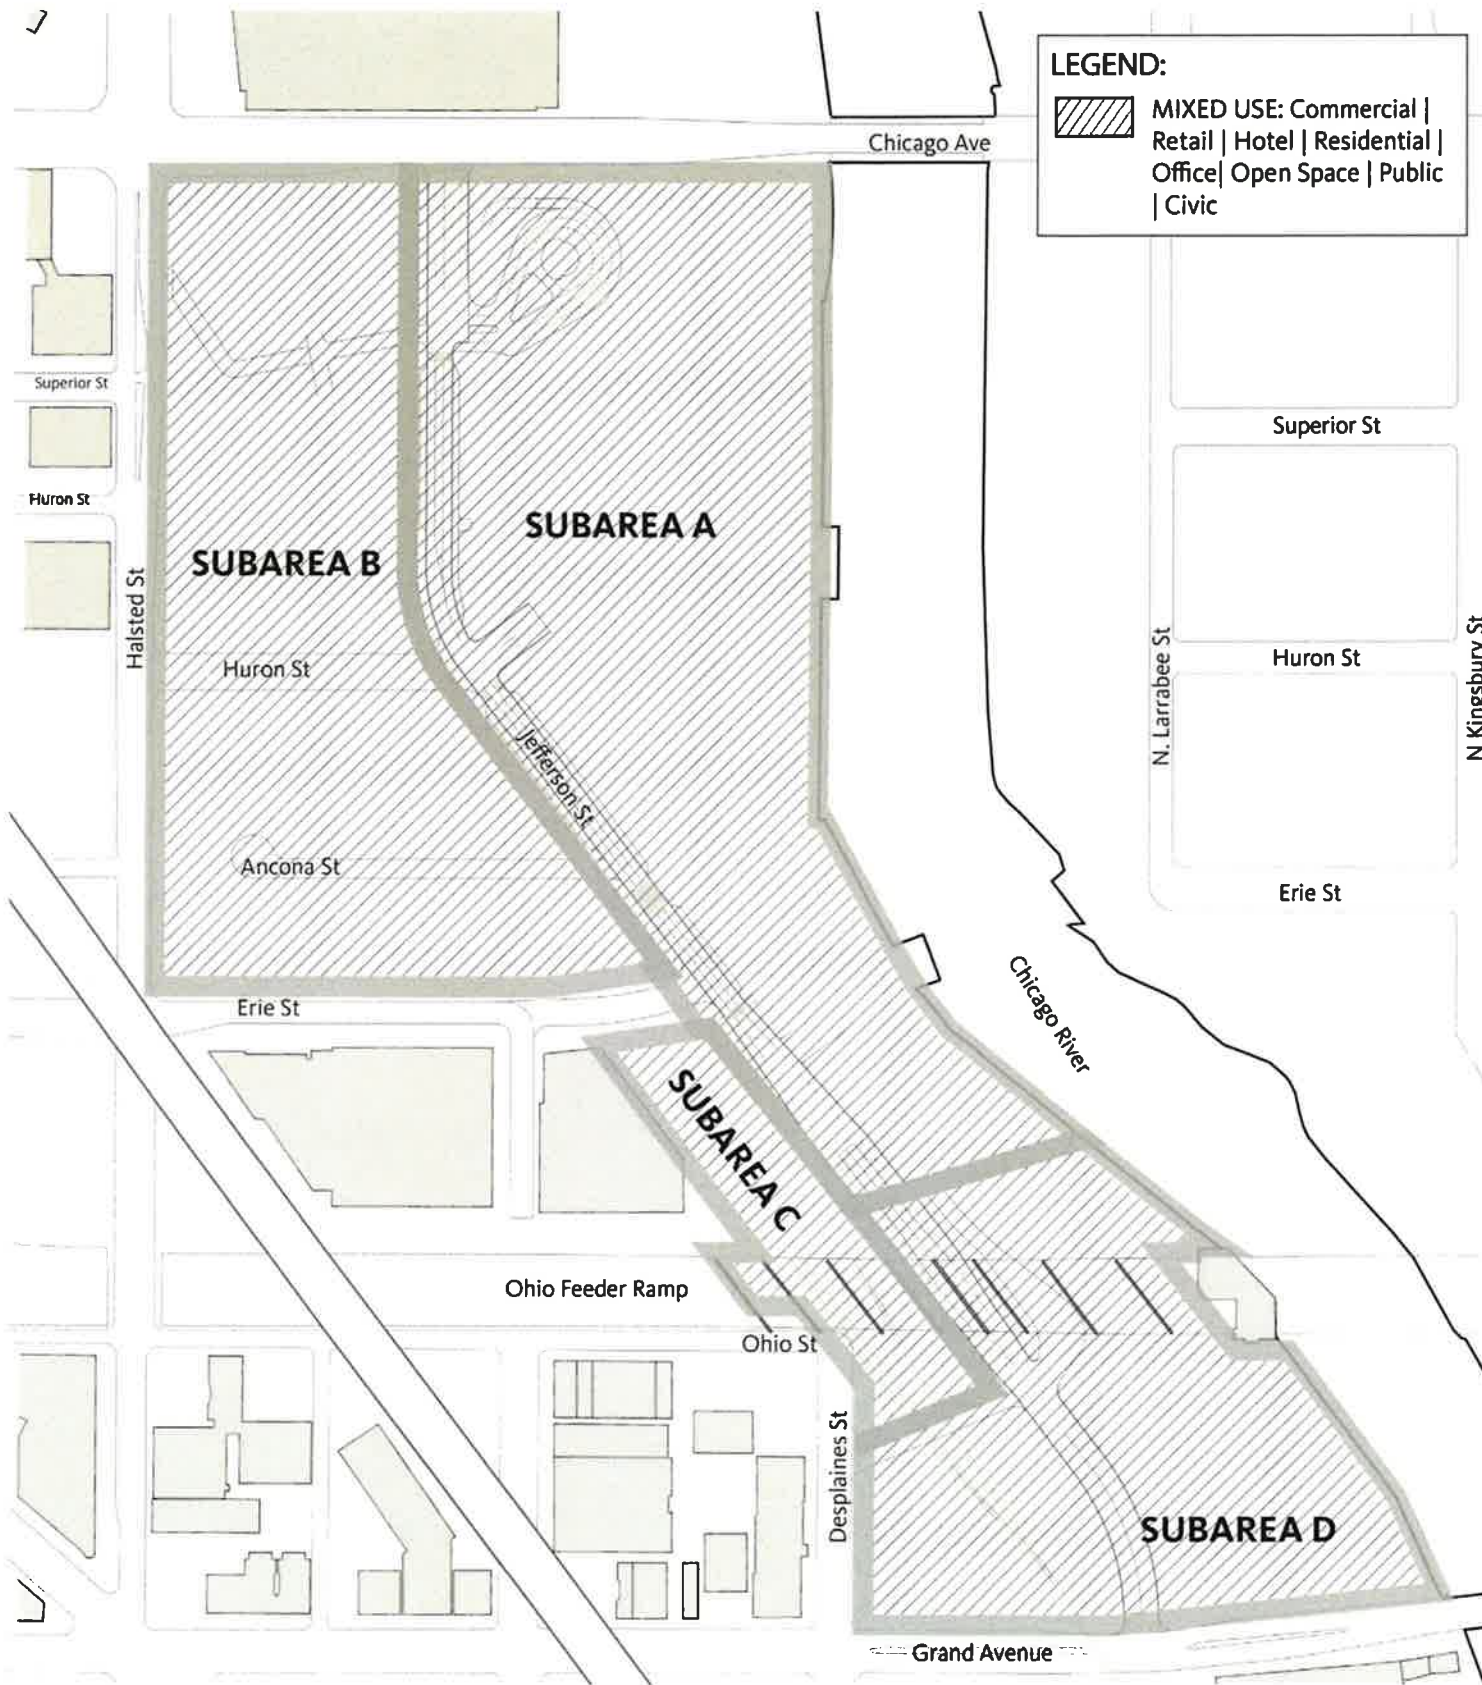 LEGEND:
MIXED USE: Commercial |
Retail | Hotel | Residential |
Office| Open Space | Public
| Civic
Chicago Ave
Superior St
Superior St
Huron St
SUBAREA A
SUBAREA B
Halsted St
Huron St
N. Larrabee St
Huron St
N Kingsbury St
Jefferson St
Ancona St
Erie St
Erie St
Chicago River
SUBAREA C
Ohio Feeder Ramp
Ohio St
Desplaines St
SUBAREA D
Grand Avenue